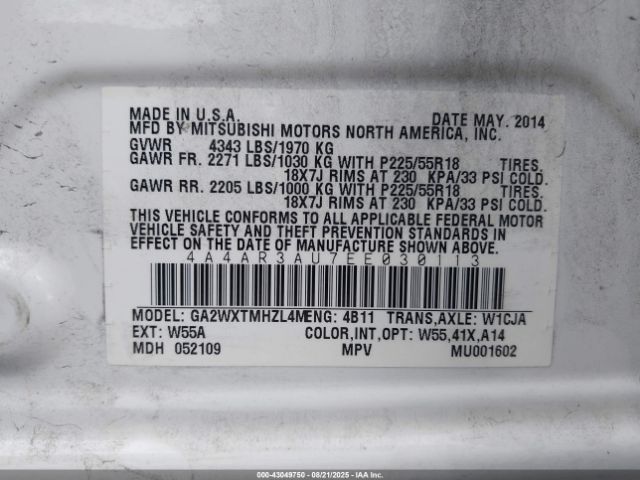 MADE IN U.S.A. DATE MAY. 2014
MFD BY MITSUBISHI MOTORS NORTH AMERICA, INC.
GVWR 4343 LBS/1970 KG
GAWR FR. 2271 LBS/1030 KG WITH P225/55R18 TIRES,
18X7J RIMS AT 230 KPA/33 PSI COLD.
GAWR RR. 2205 LBS/1000 KG WITH P225/55R18 TIRES,
18X7J RIMS AT 230 KPA/33 PSI COLD.
THIS VEHICLE CONFORMS TO ALL APPLICABLE FEDERAL MOTOR
VEHICLE SAFETY AND THEFT PREVENTION STANDARDS IN
EFFECT ON THE DATE OF MANUFACTURE SHOWN ABOVE.
4A4AR3AU7EE030113
MODEL: GA2WXTMHZL4M ENG: 4B11 TRANS,AXLE: W1CJA
EXT: W55A COLOR,INT,OPT: W55,41X,A14
MDH 052109 MPV MU001602
000-43049750 - 08/21/2025 - IAA Inc.